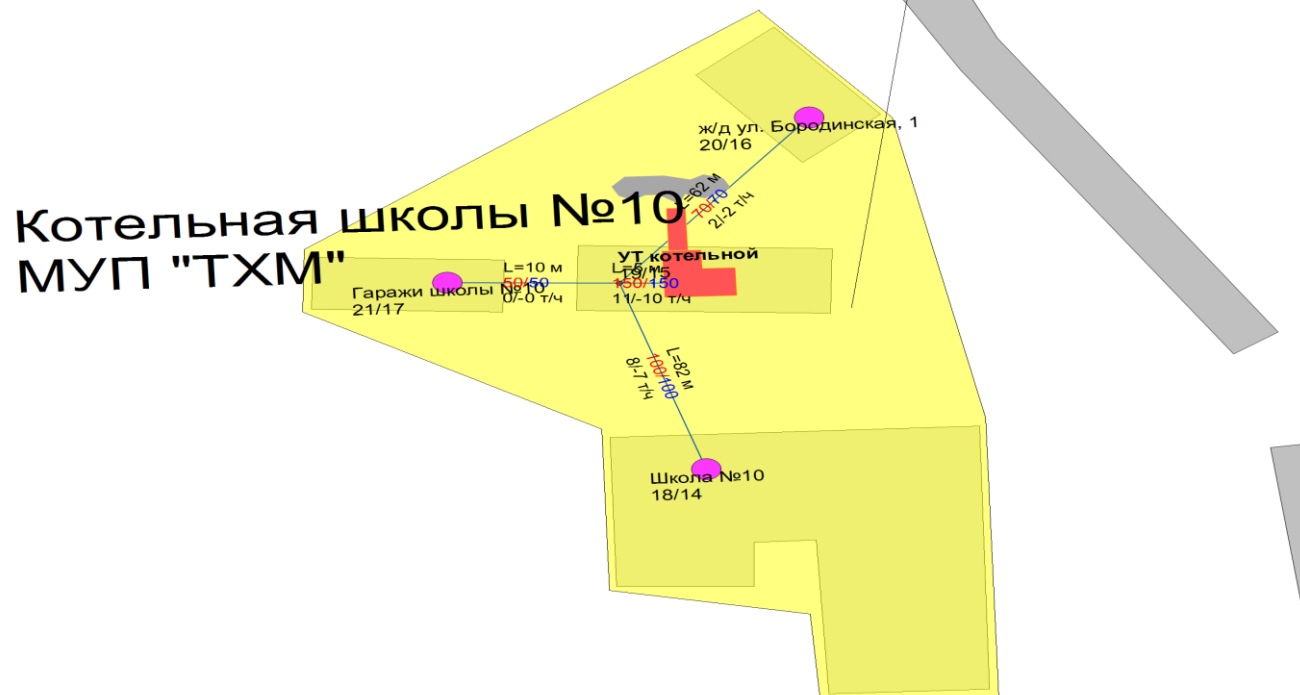 ж/д ул. Бородинская, 1
20/16
L=62 м
70/70
2/-2 т/ч
Котельная школы №10
МУП "ТХМ"
УТ котельной
19/15
L=5 м
150/150
11/-10 т/ч
L=10 м
50/50
0/-0 т/ч
Гаражи школы №10
21/17
L=82 м
100/100
8/-7 т/ч
Школа №10
18/14